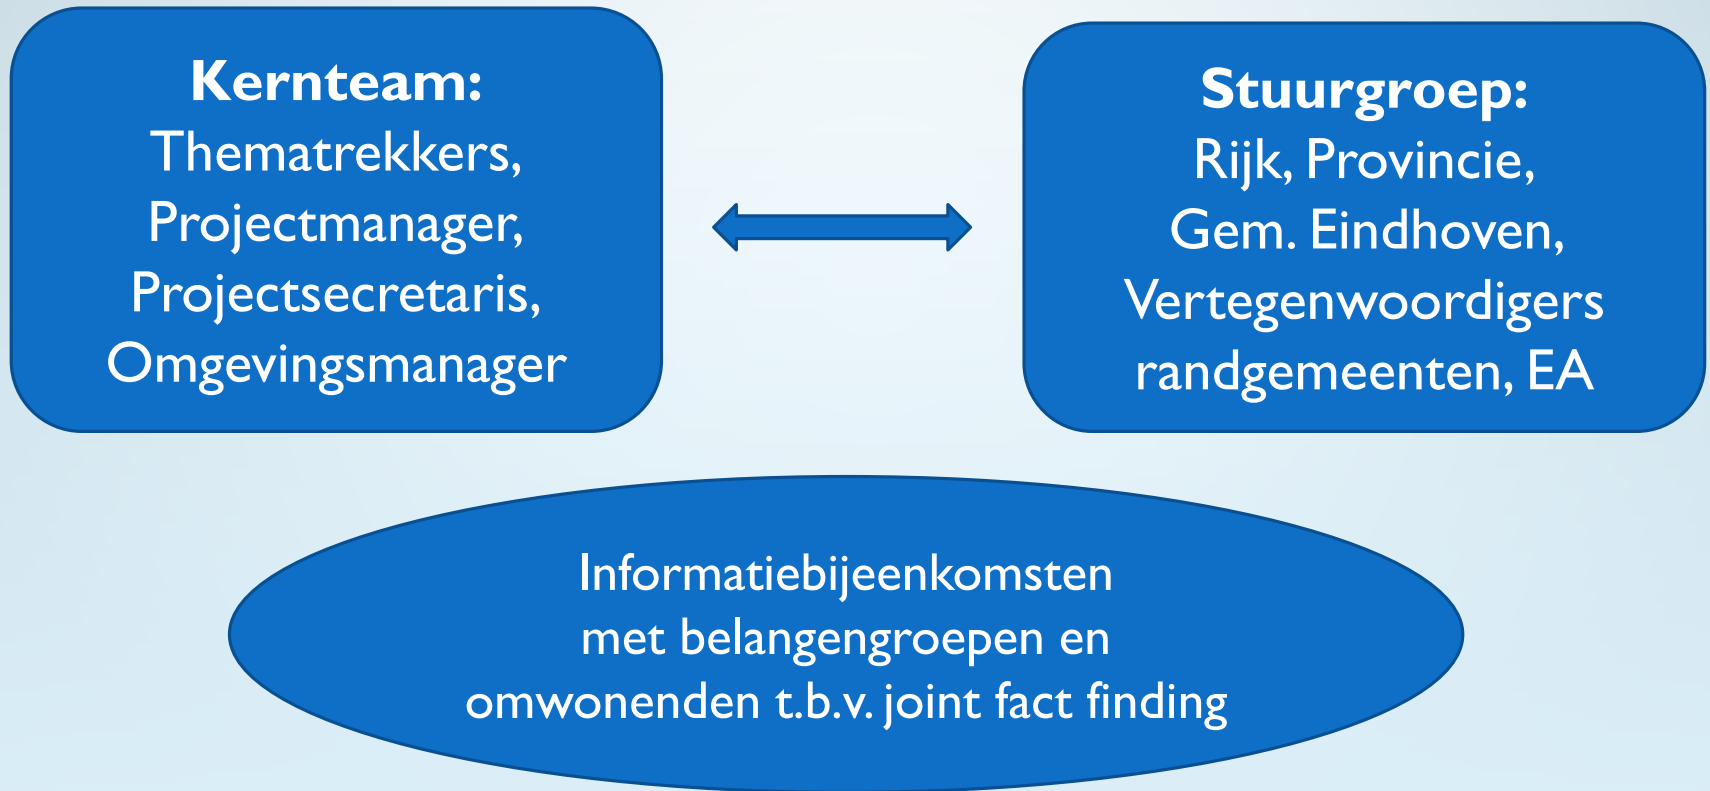 Kernteam:
Thematrekkers,
Projectmanager,
Projectsecretaris,
Omgevingsmanager
Stuurgroep:
Rijk, Provincie,
Gem. Eindhoven,
Vertegenwoordigers
randgemeenten, EA
Informatiebijeenkomsten
met belangengroepen en
omwonenden t.b.v. joint fact finding